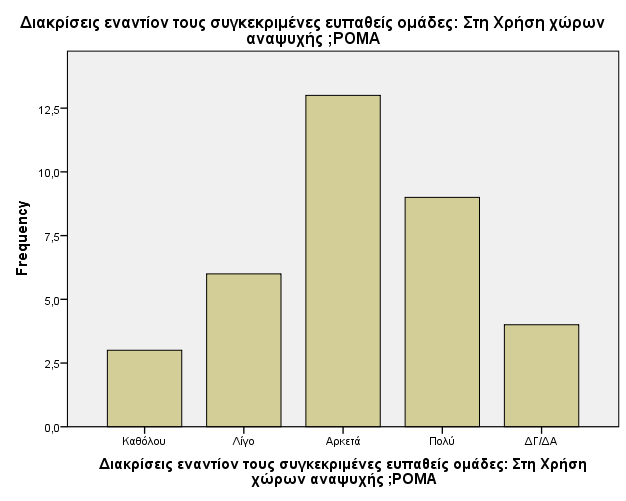 Διακρίσεις εναντίον τους συγκεκριμένες ευπαθείς ομάδες: Στη Χρήση χώρων
αναψυχής ;ΡΟΜΑ
Frequency
12,5
10,0
7,5
5,0
2,5
0,0
Καθόλου Λίγο Αρκετά Πολύ ΔΓ/ΔΑ
Διακρίσεις εναντίον τους συγκεκριμένες ευπαθείς ομάδες: Στη Χρήση
χώρων αναψυχής ;ΡΟΜΑ